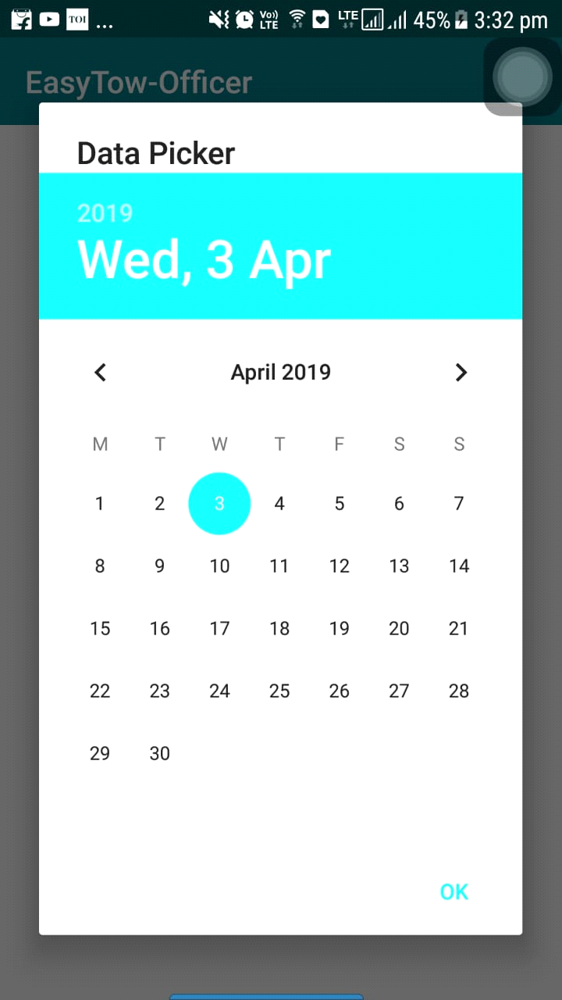 TOI ... Vo)) LTE LTE 45% 3:32 pm
EasyTow-Officer
Data Picker
2019
Wed, 3 Apr
April 2019
M T W T F S S
1 2 3 4 5 6 7
8 9 10 11 12 13 14
15 16 17 18 19 20 21
22 23 24 25 26 27 28
29 30
OK